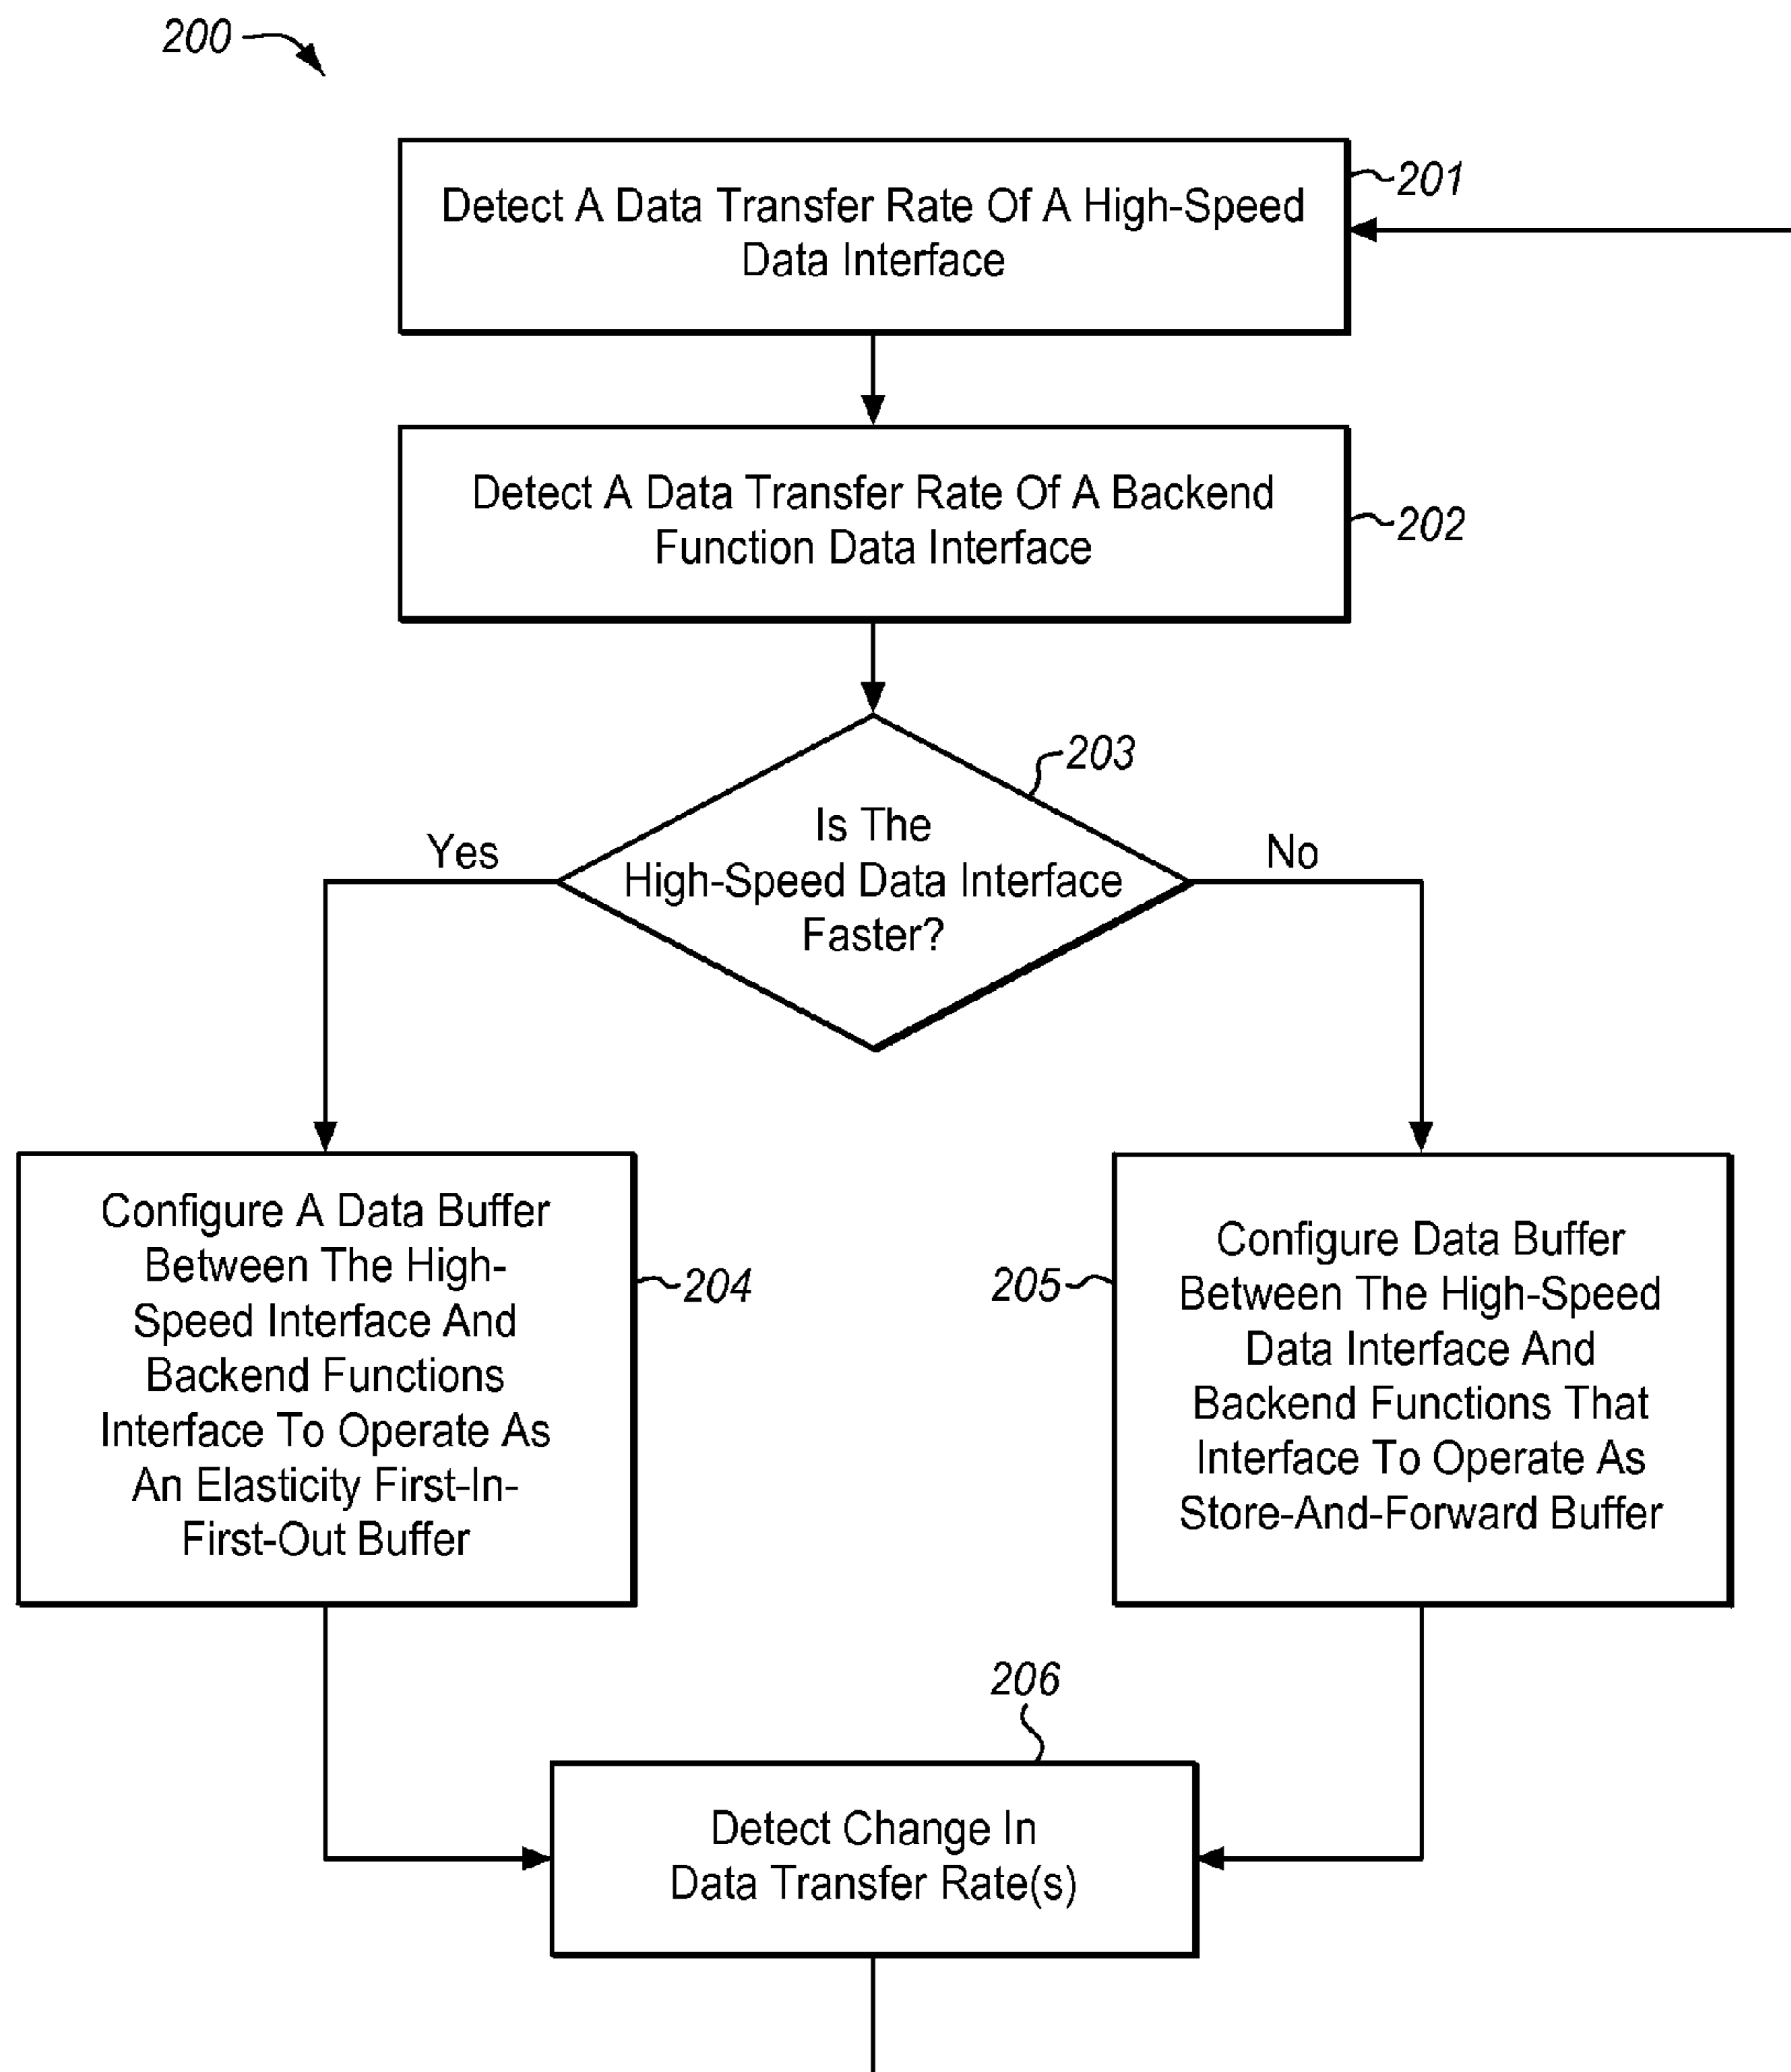 200
Detect A Data Transfer Rate Of A High-Speed
Data Interface
201
Detect A Data Transfer Rate Of A Backend
Function Data Interface
202
203
Is The
High-Speed Data Interface
Faster?
Yes
No
Configure A Data Buffer
Between The High-
Speed Interface And
Backend Functions
Interface To Operate As
An Elasticity First-In-
First-Out Buffer
204
205
Configure Data Buffer
Between The High-Speed
Data Interface And
Backend Functions That
Interface To Operate As
Store-And-Forward Buffer
206
Detect Change In
Data Transfer Rate(s)